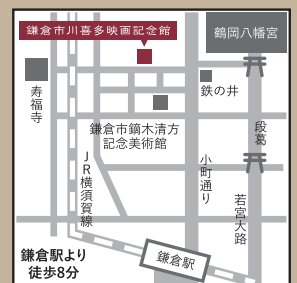 鎌倉市川喜多映画記念館
鶴岡八幡宮
寿福寺
鉄の井
鎌倉市鏑木清方
記念美術館
段葛
JR横須賀線
小町通り
若宮大路
鎌倉駅より
徒歩8分
鎌倉駅